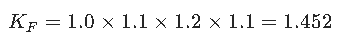 K_F = 1.0 × 1.1 × 1.2 × 1.1 = 1.452